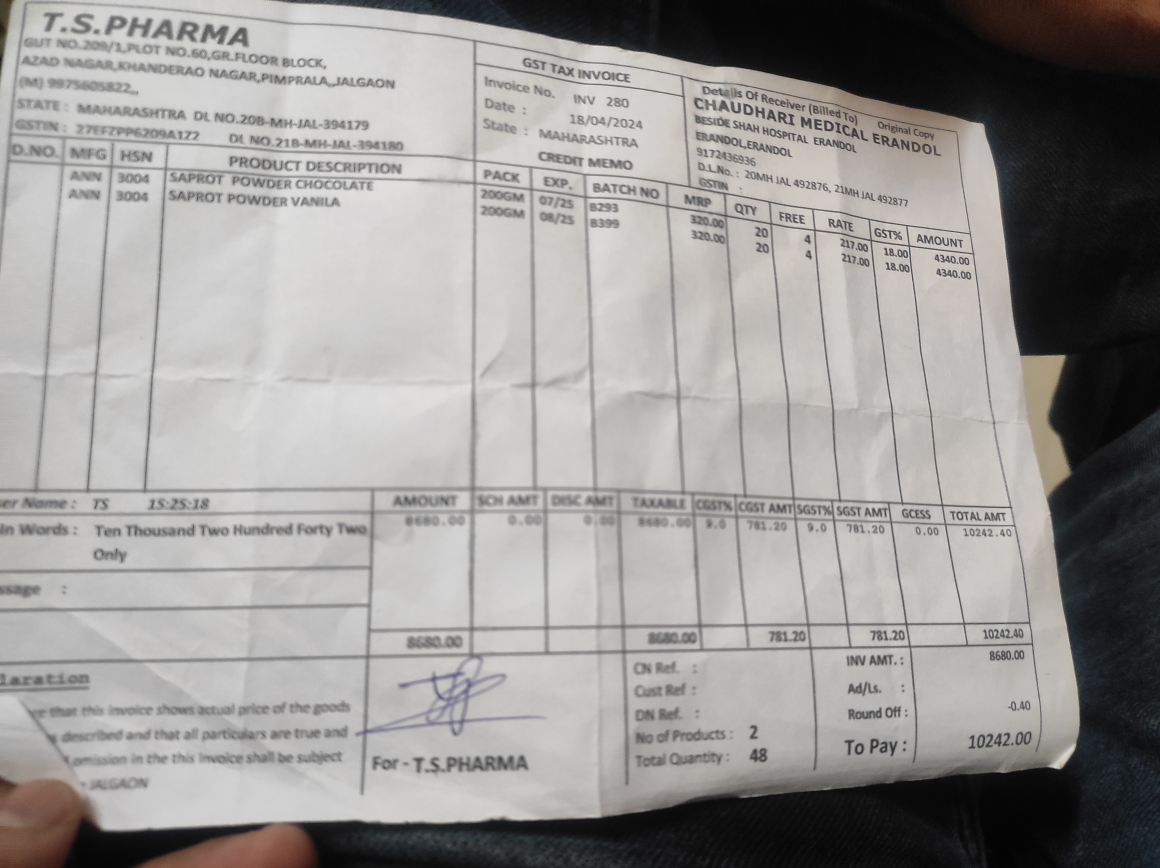 T.S.PHARMA
GUT NO.209/1,PLOT NO.60,GR.FLOOR BLOCK,
AZAD NAGAR,KHANDERAO NAGAR,PIMPRALA,,JALGAON
(M) 9975605822,,
STATE : MAHARASHTRA DL NO.20B-MH-JAL-394179
GSTIN : 27EFZPP6209A1ZZ DL NO.21B-MH-JAL-394180
GST TAX INVOICE
Invoice No. INV 280
Date : 18/04/2024
State : MAHARASHTRA
CREDIT MEMO
Details Of Receiver (Billed To) Original Copy
CHAUDHARI MEDICAL ERANDOL
BESIDE SHAH HOSPITAL ERANDOL
ERANDOL,ERANDOL
9172436936
D.L.No. : 20MH JAL 492876, 21MH JAL 492877
GSTIN :
D.NO. MFG HSN PRODUCT DESCRIPTION PACK EXP. BATCH NO MRP QTY FREE RATE GST% AMOUNT
ANN 3004 SAPROT POWDER CHOCOLATE 200GM 07/25 B293 320.00 20 4 217.00 18.00 4340.00
ANN 3004 SAPROT POWDER VANILA 200GM 08/25 B399 320.00 20 4 217.00 18.00 4340.00
er Name : TS 15:25:18
In Words : Ten Thousand Two Hundred Forty Two
Only
ssage :
AMOUNT SCH AMT DISC AMT TAXABLE CGST% CGST AMT SGST% SGST AMT GCESS TOTAL AMT
8680.00 0.00 0.00 8680.00 9.0 781.20 9.0 781.20 0.00 10242.40
8680.00 8680.00 781.20 781.20 10242.40
laration
re that this invoice shows actual price of the goods
s described and that all particulars are true and
omission in the this Invoice shall be subject
- JALGAON
For - T.S.PHARMA
CN Ref. :
Cust Ref :
DN Ref. :
No of Products : 2
Total Quantity : 48
INV AMT. : 8680.00
Ad/Ls. :
Round Off : -0.40
To Pay : 10242.00